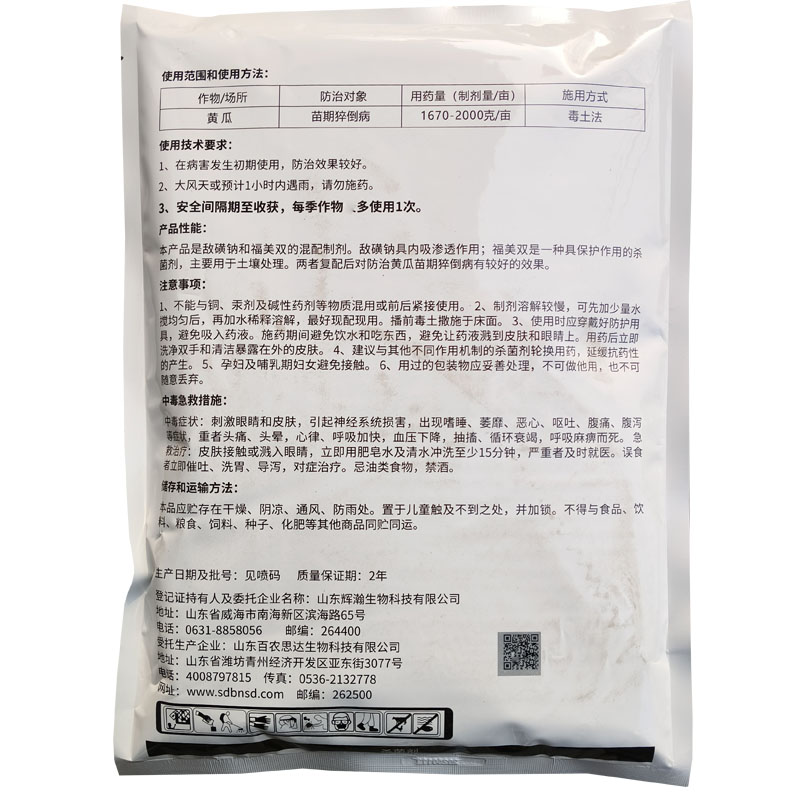 使用范围和使用方法：
作物/场所 防治对象 用药量（制剂量/亩） 施用方式
黄瓜 苗期猝倒病 1670-2000克/亩 毒土法
使用技术要求：
1、在病害发生初期使用，防治效果较好。
2、大风天或预计1小时内遇雨，请勿施药。
3、安全间隔期至收获，每季作物 多使用1次。
产品性能：
本产品是敌磺钠和福美双的混配制剂。敌磺钠具内吸渗透作用；福美双是一种具保护作用的杀
菌剂，主要用于土壤处理。两者复配后对防治黄瓜苗期猝倒病有较好的效果。
注意事项：
1、不能与铜、汞剂及碱性药剂等物质混用或前后紧接使用。 2、制剂溶解较慢，可先加少量水
搅均匀后，再加水稀释溶解，最好现配现用。播前毒土撒施于床面。 3、使用时应穿戴好防护用
具，避免吸入药液。施药期间避免饮水和吃东西，避免让药液溅到皮肤和眼睛上。用药后立即
洗净双手和清洁暴露在外的皮肤。 4、建议与其他不同作用机制的杀菌剂轮换用药，延缓抗药性
的产生。 5、孕妇及哺乳期妇女避免接触。 6、用过的包装物应妥善处理，不可做他用，也不可
随意丢弃。
中毒急救措施：
中毒症状：刺激眼睛和皮肤，引起神经系统损害，出现嗜睡、萎靡、恶心、呕吐、腹痛、腹泻
等症状，重者头痛、头晕，心律、呼吸加快，血压下降，抽搐、循环衰竭，呼吸麻痹而死。 急
救治疗：皮肤接触或溅入眼睛，立即用肥皂水及清水冲洗至少15分钟，严重者及时就医。误食
者立即催吐、洗胃、导泻，对症治疗。忌油类食物，禁酒。
储存和运输方法：
本品应贮存在干燥、阴凉、通风、防雨处。置于儿童触及不到之处，并加锁。不得与食品、饮
料、粮食、饲料、种子、化肥等其他商品同贮同运。
生产日期及批号：见喷码 质量保证期：2年
登记证持有人及委托企业名称：山东辉瀚生物科技有限公司
地址：山东省威海市南海新区滨海路65号
电话：0631-8858056 邮编：264400
受托生产企业：山东百农思达生物科技有限公司
地址：山东省潍坊青州经济开发区亚东街3077号
电话：4008797815 传真：0536-2132778
网址：www.sdbnsd.com 邮编：262500
杀菌剂